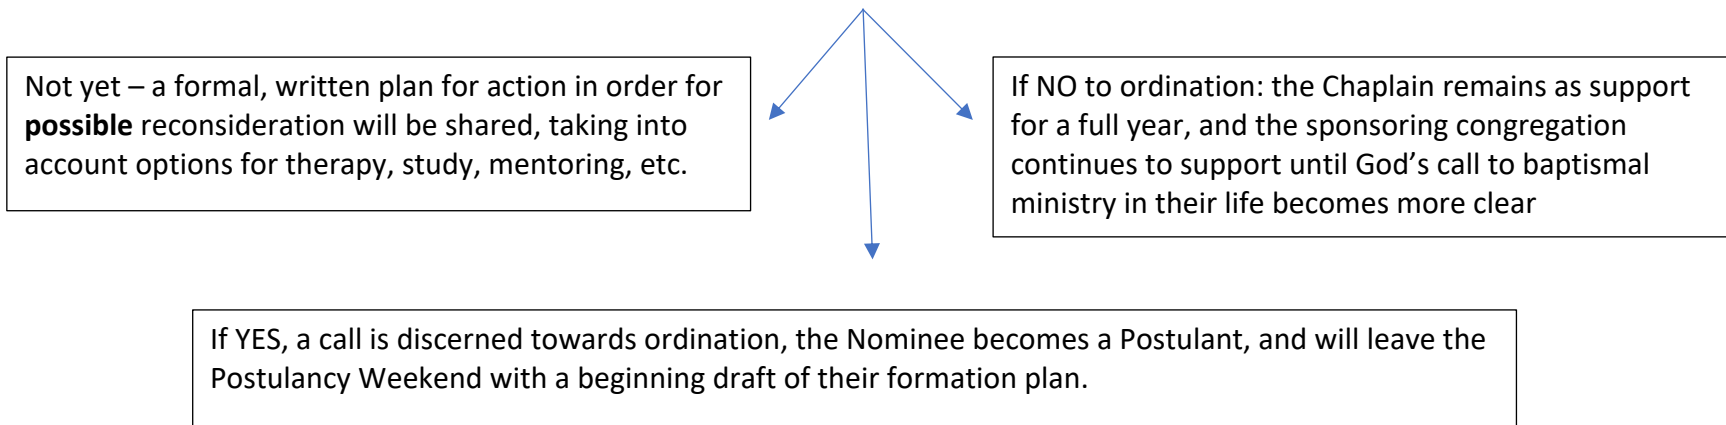 Not yet – a formal, written plan for action in order for
possible reconsideration will be shared, taking into
account options for therapy, study, mentoring, etc.
If NO to ordination: the Chaplain remains as support
for a full year, and the sponsoring congregation
continues to support until God’s call to baptismal
ministry in their life becomes more clear
If YES, a call is discerned towards ordination, the Nominee becomes a Postulant, and will leave the
Postulancy Weekend with a beginning draft of their formation plan.